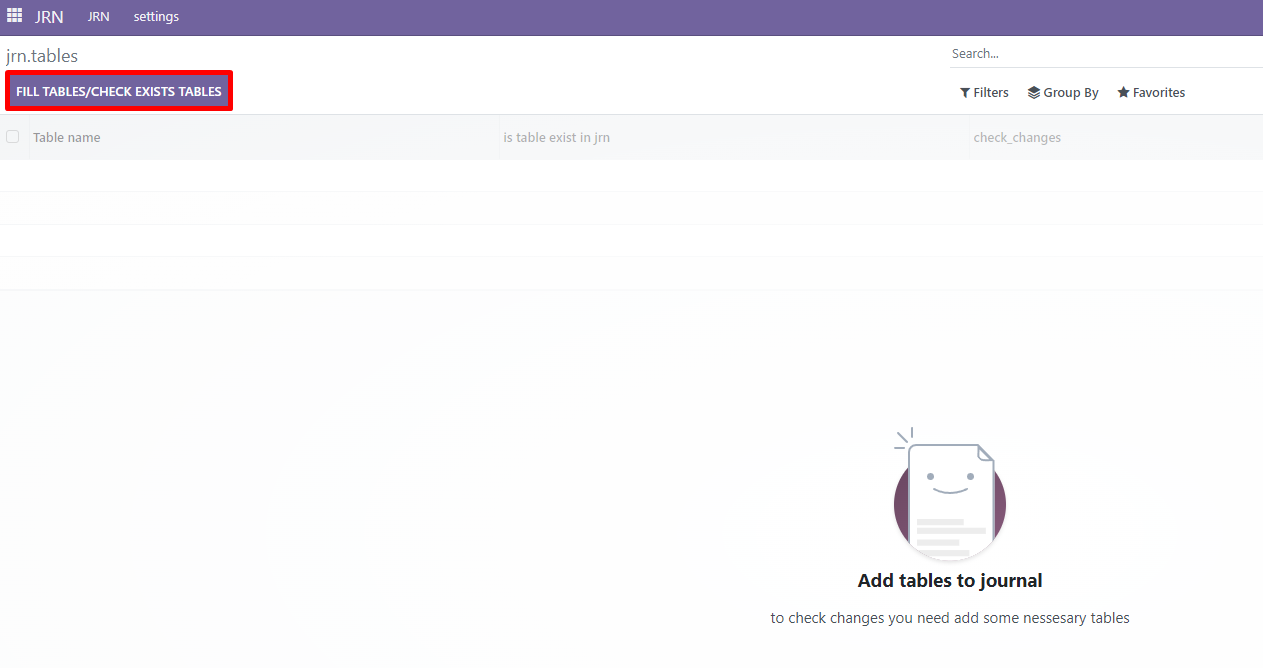 JRN JRN settings
jrn.tables
Search...
FILL TABLES/CHECK EXISTS TABLES
Filters Group By Favorites
Table name is table exist in jrn check_changes
Add tables to journal
to check changes you need add some nessesary tables